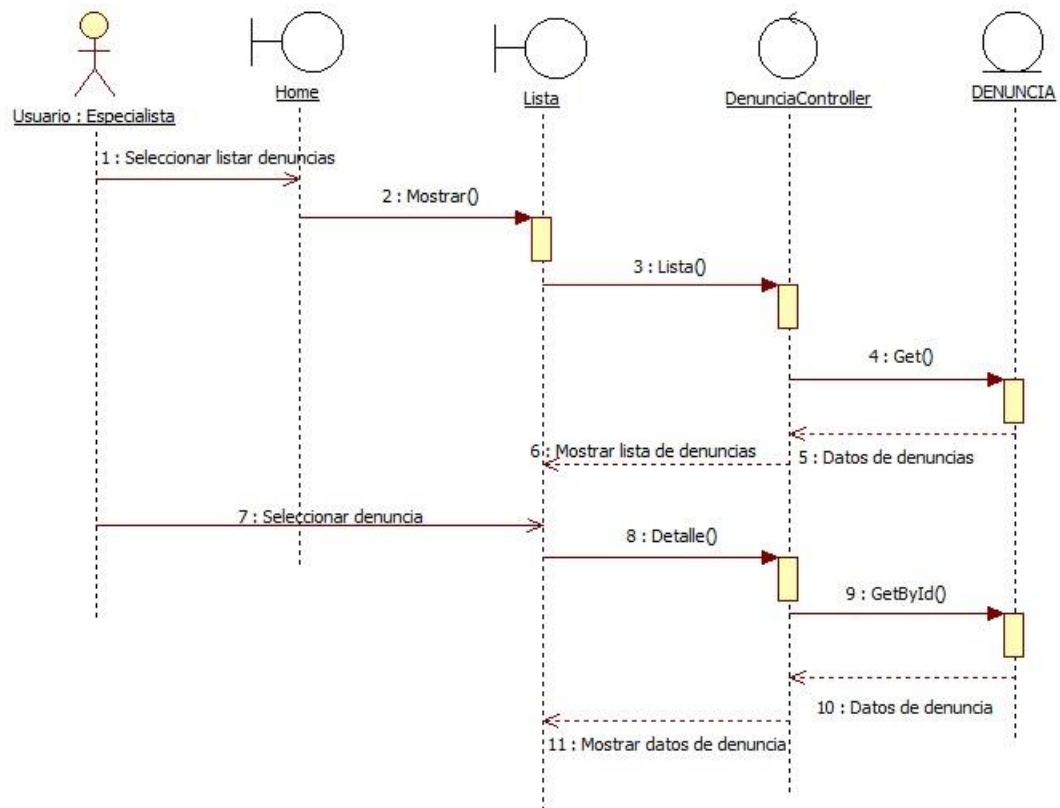 Usuario : Especialista
Home
Lista
DenunciaController
DENUNCIA
1 : Seleccionar listar denuncias
2 : Mostrar()
3 : Lista()
4 : Get()
5 : Datos de denuncias
6 : Mostrar lista de denuncias
7 : Seleccionar denuncia
8 : Detalle()
9 : GetById()
10 : Datos de denuncia
11 : Mostrar datos de denuncia